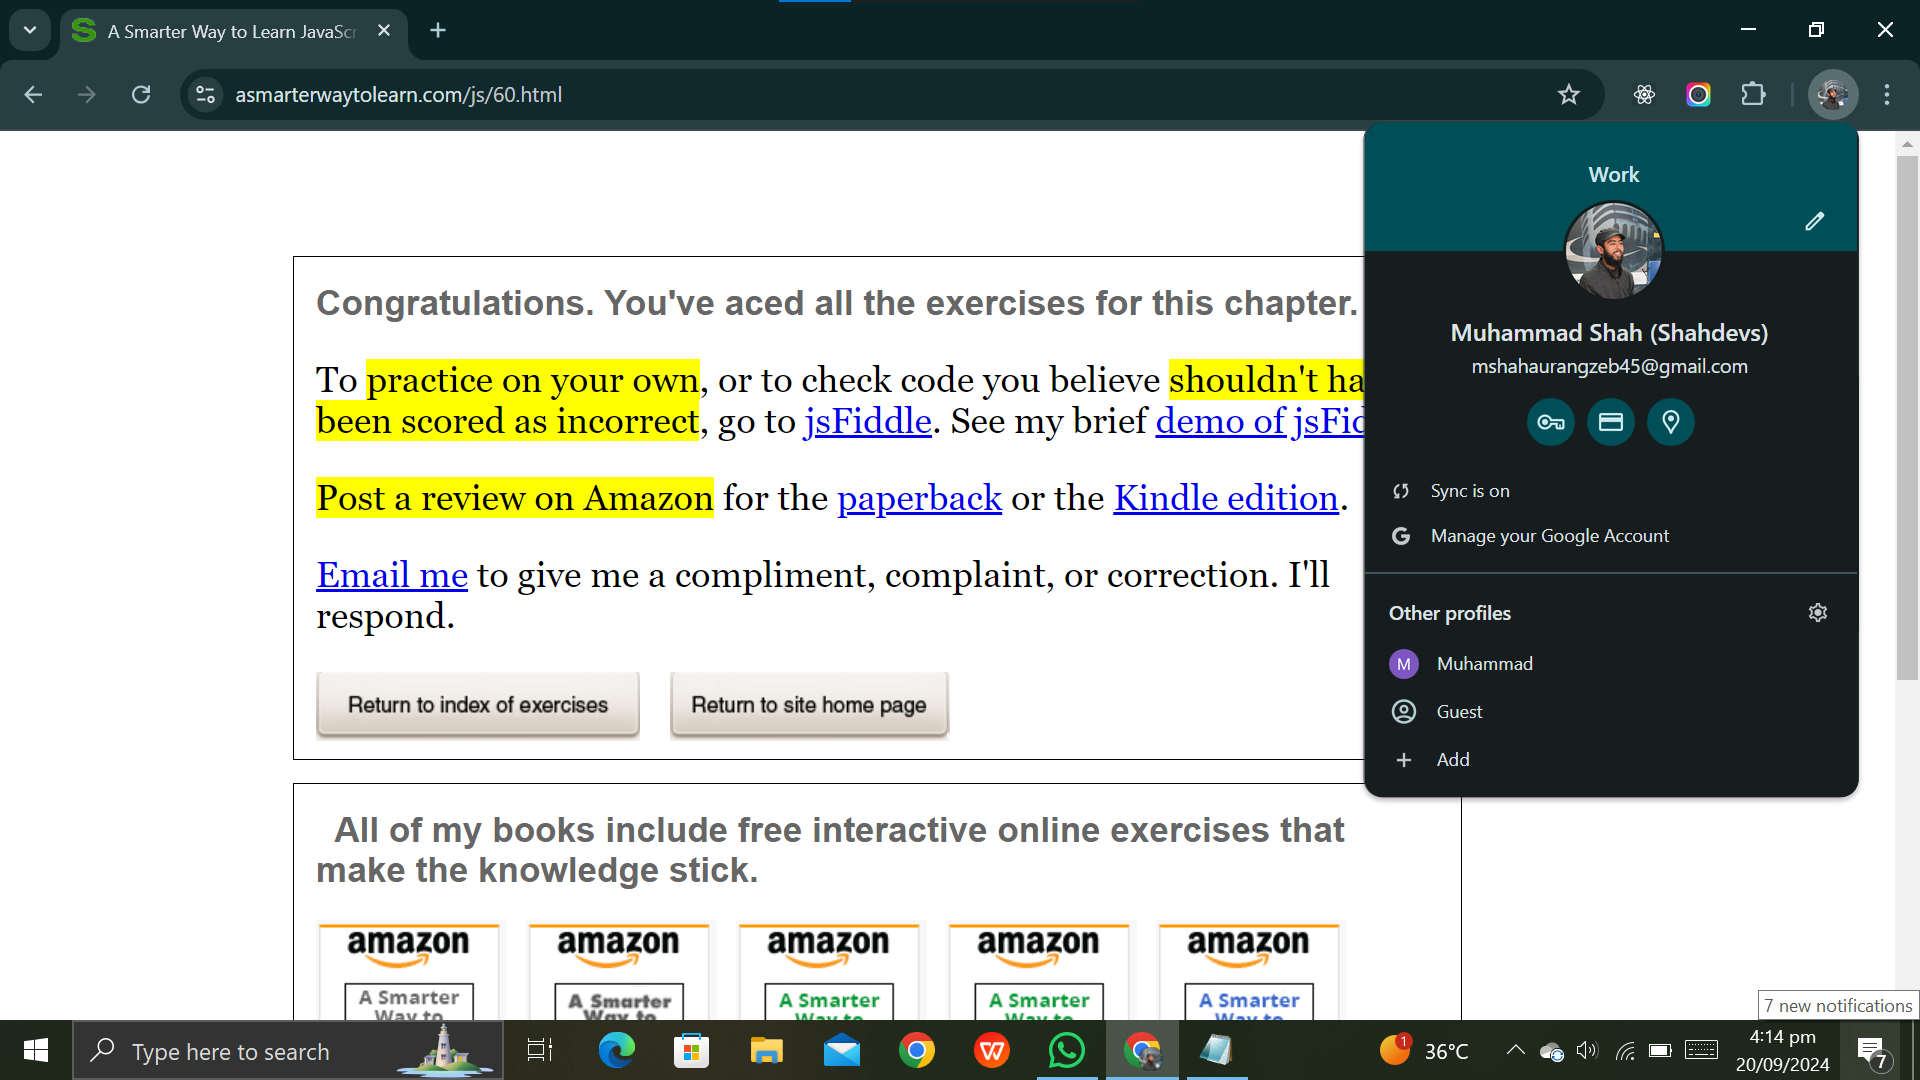 A Smarter Way to Learn JavaScr
asmarterwaytolearn.com/js/60.html
Work
Muhammad Shah (Shahdevs)
mshahaurangzeb45@gmail.com
Sync is on
Manage your Google Account
Other profiles
M Muhammad
Guest
Add
Congratulations. You've aced all the exercises for this chapter.
To practice on your own, or to check code you believe shouldn't ha
been scored as incorrect, go to jsFiddle. See my brief demo of jsFid
Post a review on Amazon for the paperback or the Kindle edition.
Email me to give me a compliment, complaint, or correction. I'll
respond.
Return to index of exercises Return to site home page
All of my books include free interactive online exercises that
make the knowledge stick.
amazon amazon amazon amazon amazon
A Smarter A Smarter A Smarter A Smarter A Smarter
Way to Way to Way to Way to Way to
7 new notifications
Type here to search
1 36°C
4:14 pm
20/09/2024
7